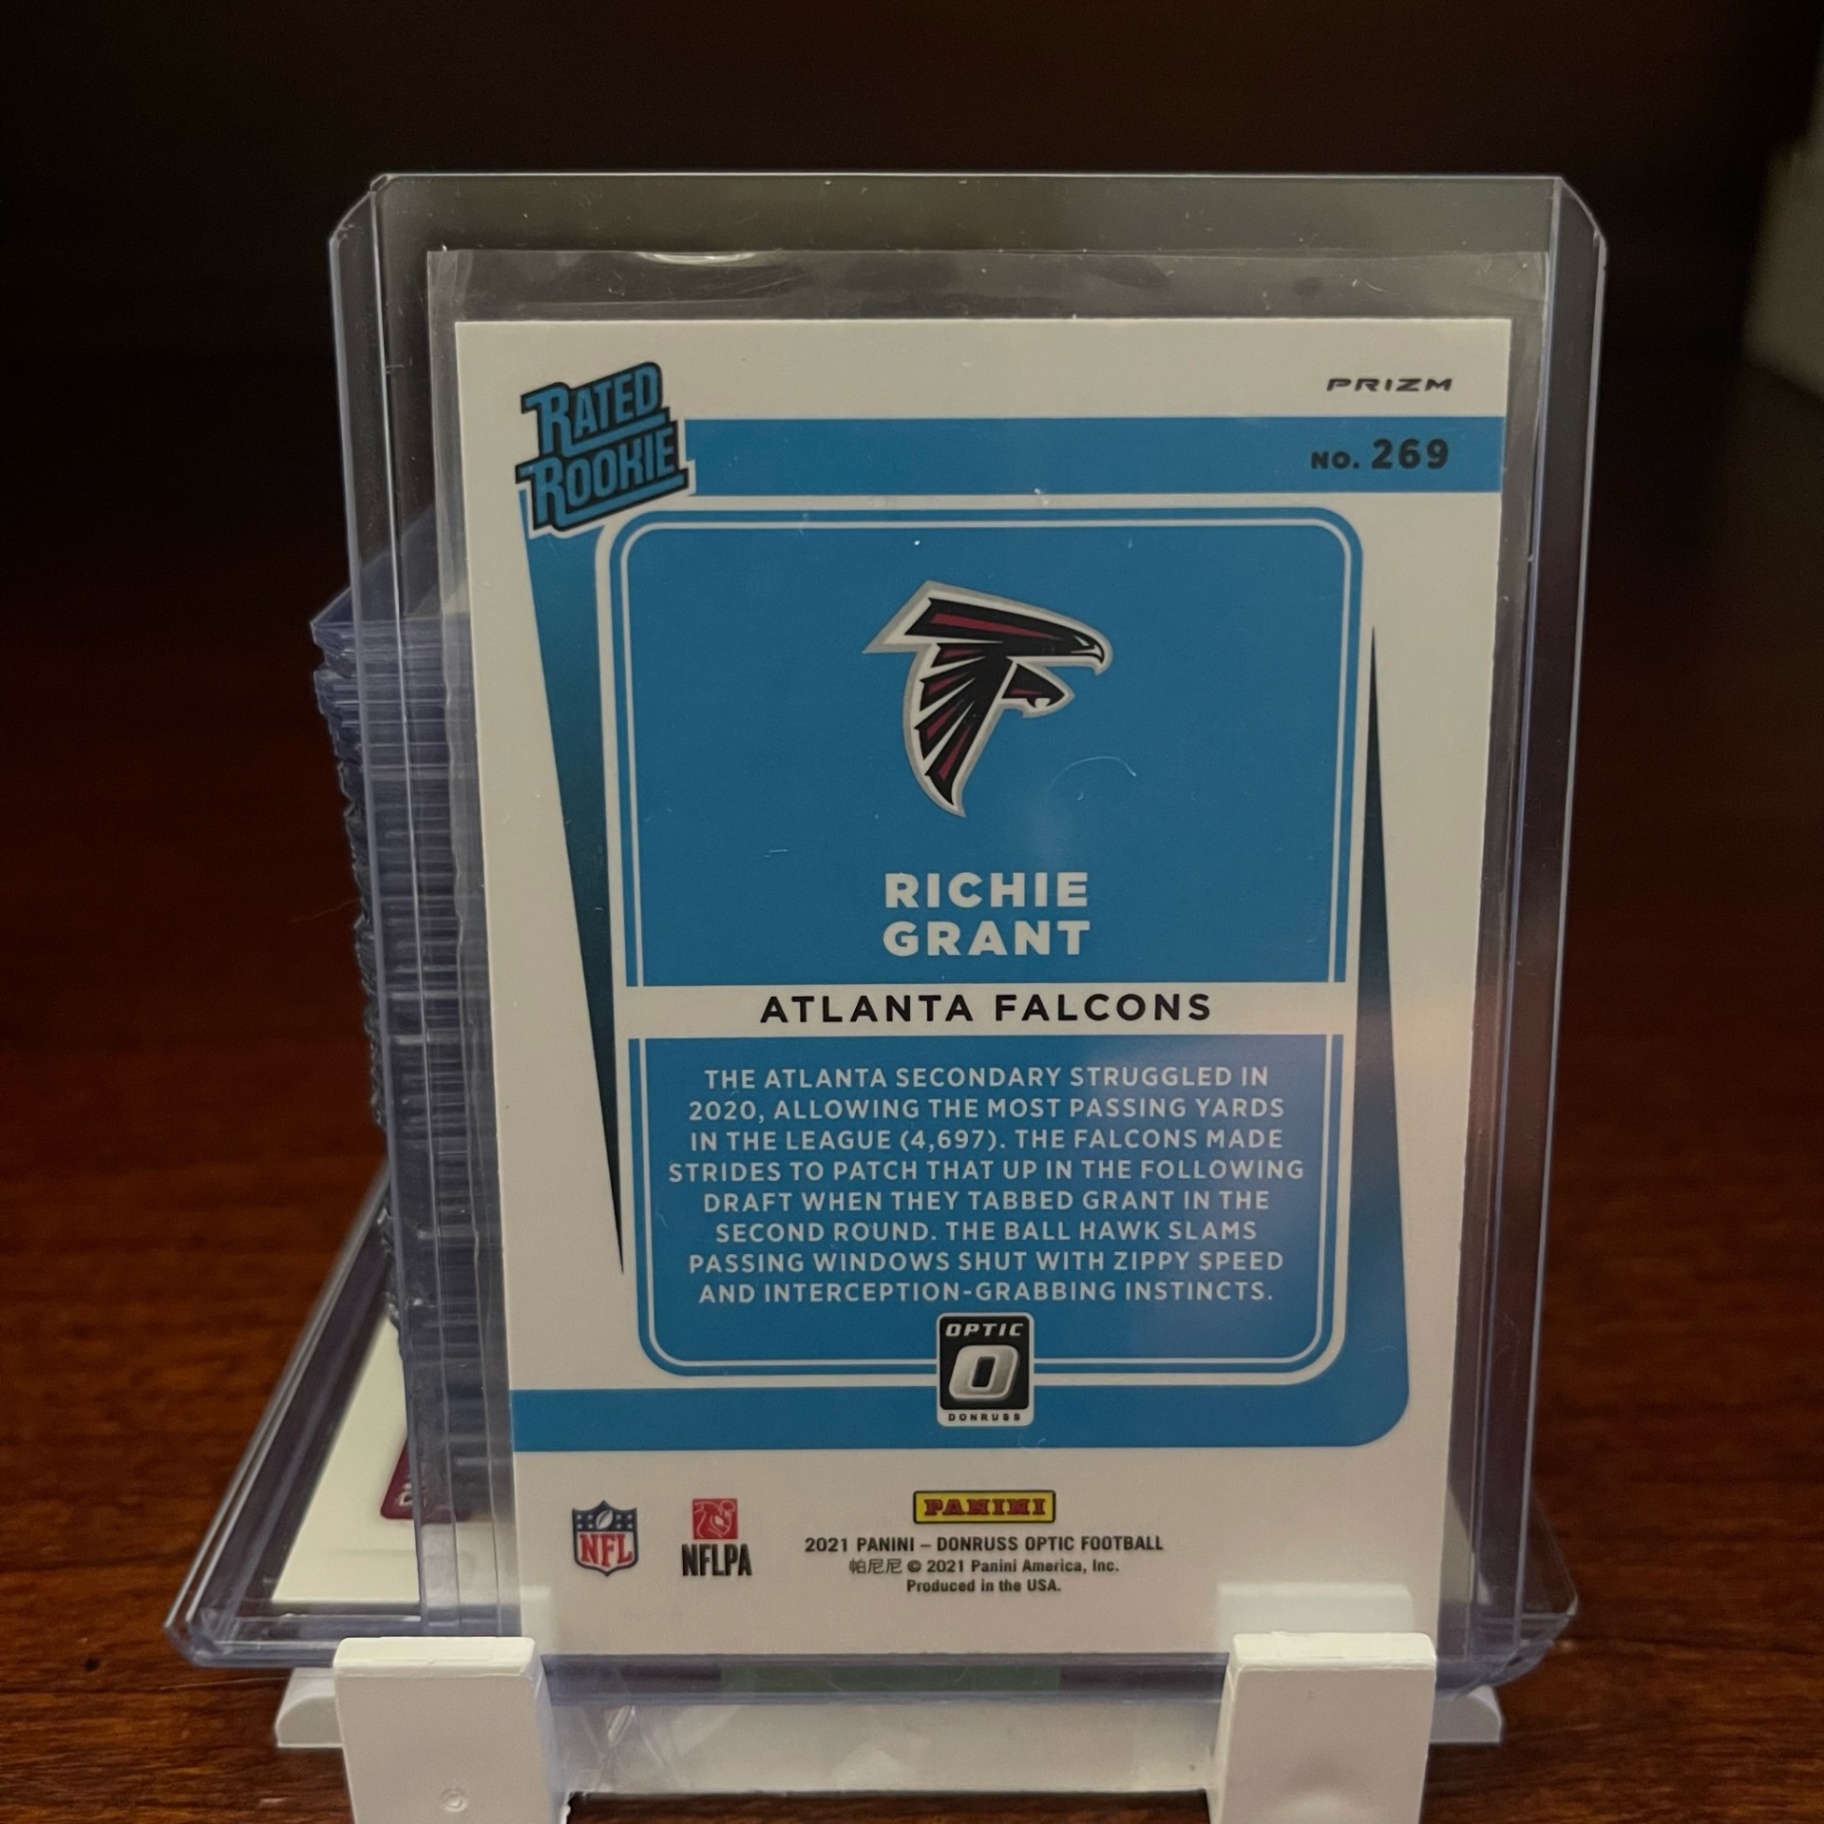 RATED
ROOKIE
PRIZM
NO. 269
RICHIE
GRANT
ATLANTA FALCONS
THE ATLANTA SECONDARY STRUGGLED IN
2020, ALLOWING THE MOST PASSING YARDS
IN THE LEAGUE (4,697). THE FALCONS MADE
STRIDES TO PATCH THAT UP IN THE FOLLOWING
DRAFT WHEN THEY TABBED GRANT IN THE
SECOND ROUND. THE BALL HAWK SLAMS
PASSING WINDOWS SHUT WITH ZIPPY SPEED
AND INTERCEPTION-GRABBING INSTINCTS.
OPTIC
O
DONRUSS
NFL
NFLPA
PANINI
2021 PANINI – DONRUSS OPTIC FOOTBALL
帕尼尼 © 2021 Panini America, Inc.
Produced in the USA.